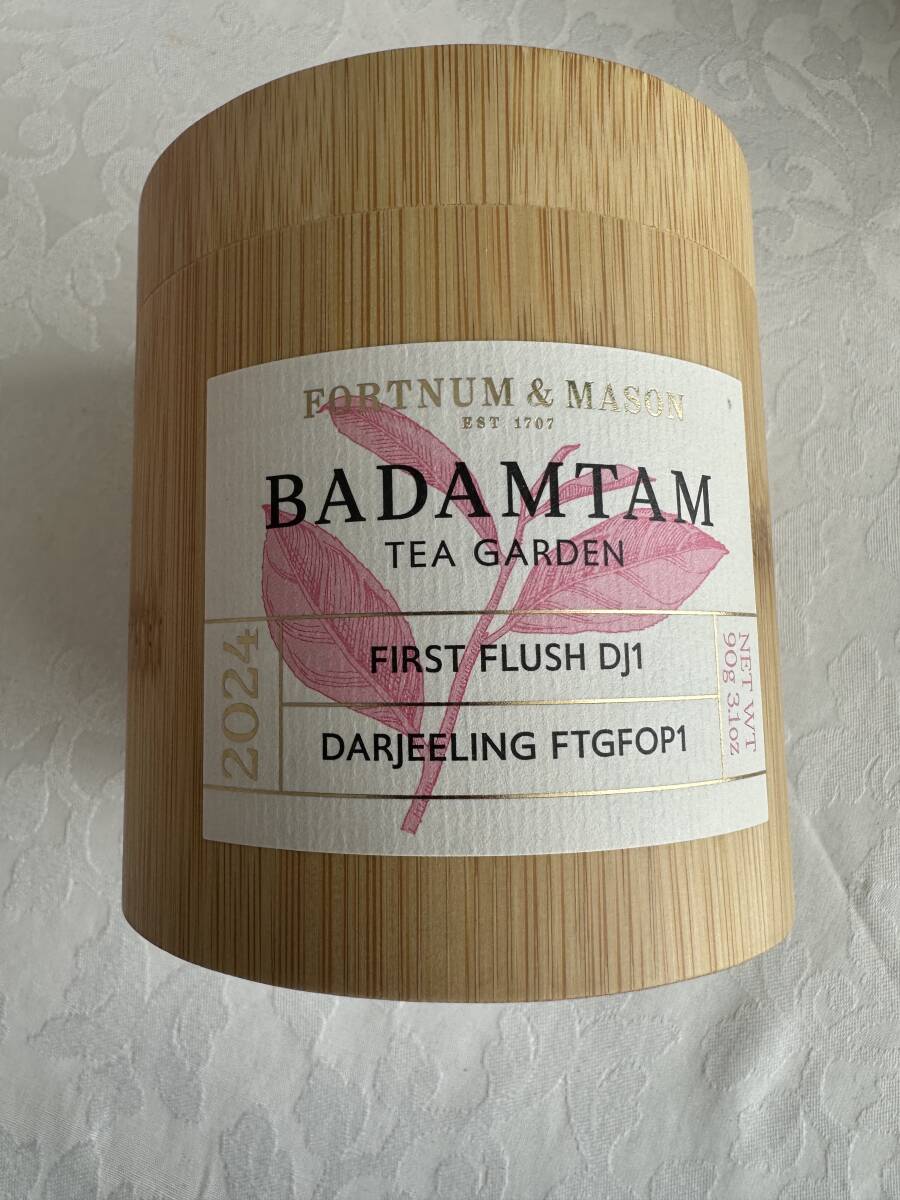 FORTNUM & MASON
EST 1707
BADAMTAM
TEA GARDEN
2024
FIRST FLUSH DJ1
DARJEELING FTGFOP1
NET WT
90g 3.1oz